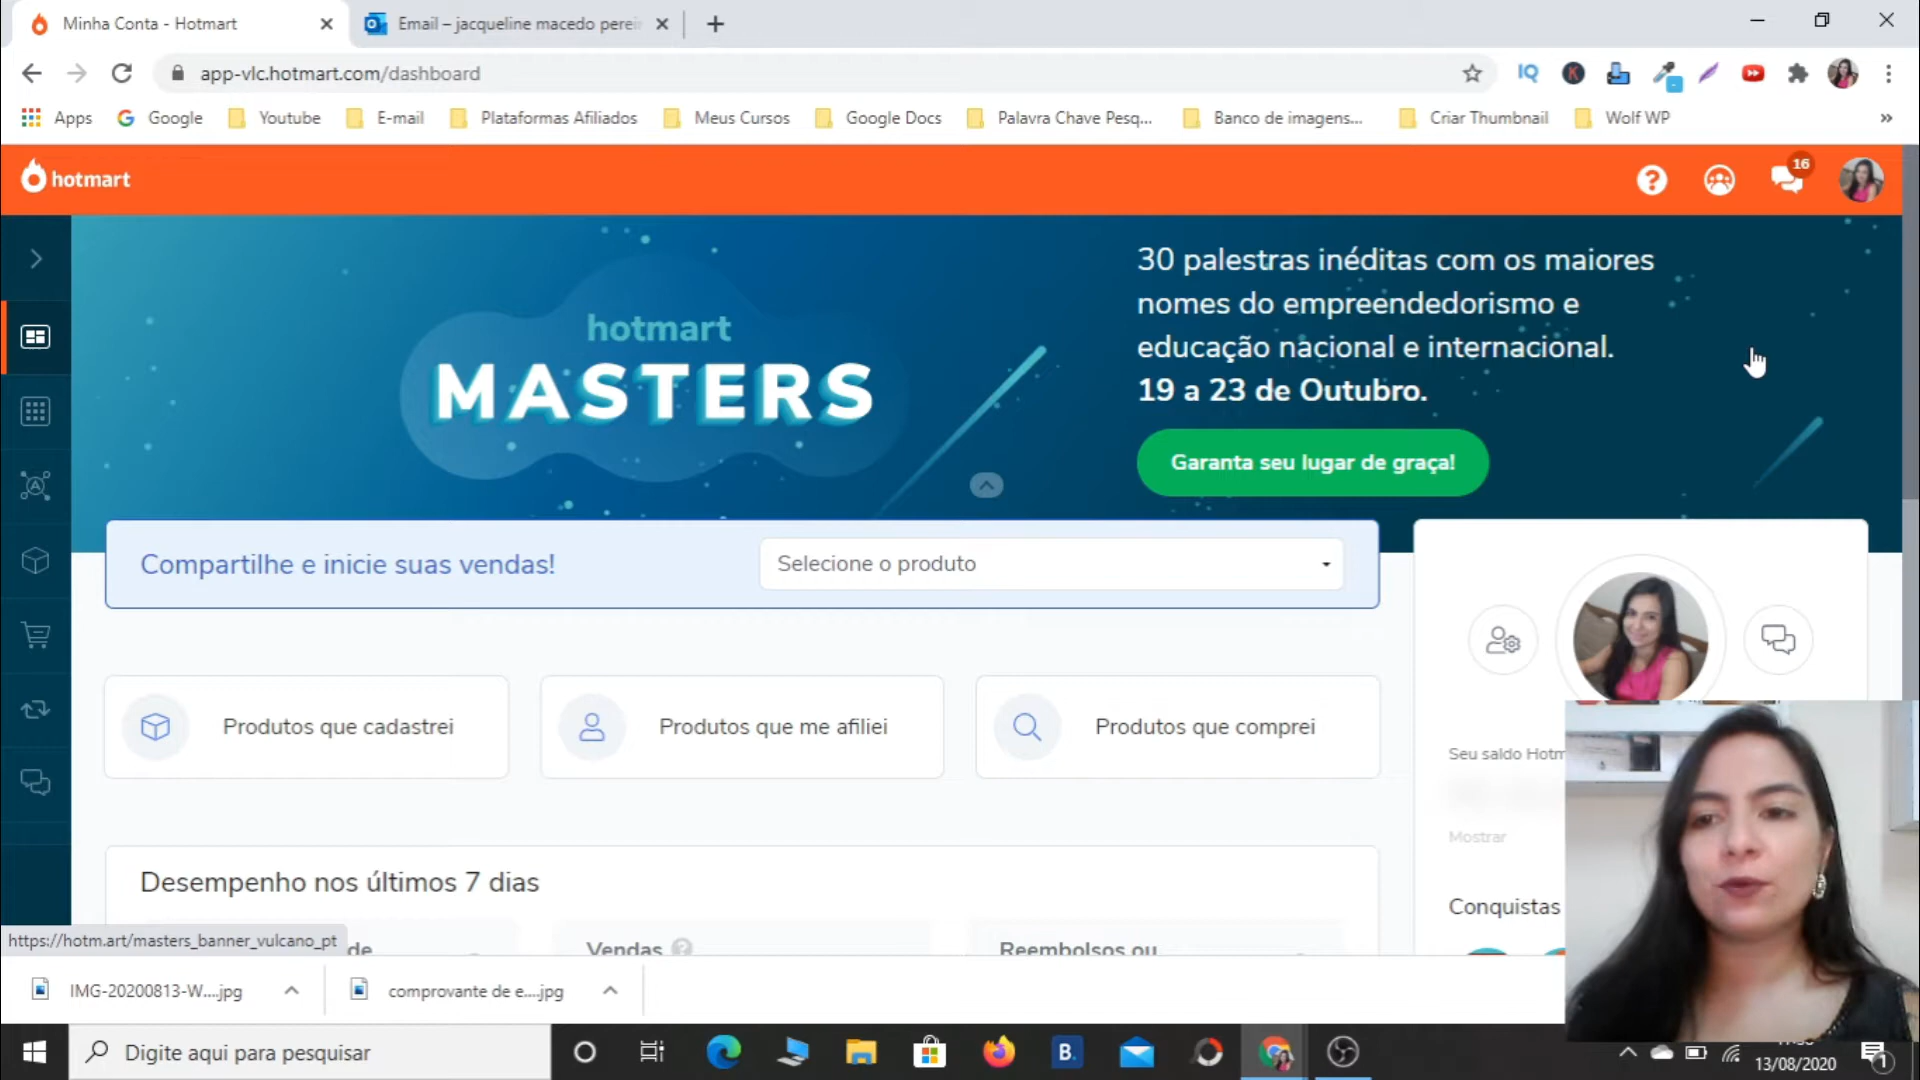 Minha Conta - Hotmart
Email – jacqueline macedo perei
app-vlc.hotmart.com/dashboard
Apps
Google
Youtube
E-mail
Plataformas Afiliados
Meus Cursos
Google Docs
Palavra Chave Pesq...
Banco de imagens...
Criar Thumbnail
Wolf WP
hotmart
16
30 palestras inéditas com os maiores
nomes do empreendedorismo e
educação nacional e internacional.
19 a 23 de Outubro.
hotmart
MASTERS
Garanta seu lugar de graça!
Compartilhe e inicie suas vendas!
Selecione o produto
Produtos que cadastrei
Produtos que me afiliei
Produtos que comprei
Seu saldo Hotm
Mostrar
Desempenho nos últimos 7 dias
Conquistas
https://hotm.art/masters_banner_vulcano_pt
de
Vendas
Reembolsos ou
IMG-20200813-W....jpg
comprovante de e....jpg
Digite aqui para pesquisar
13/08/2020
1